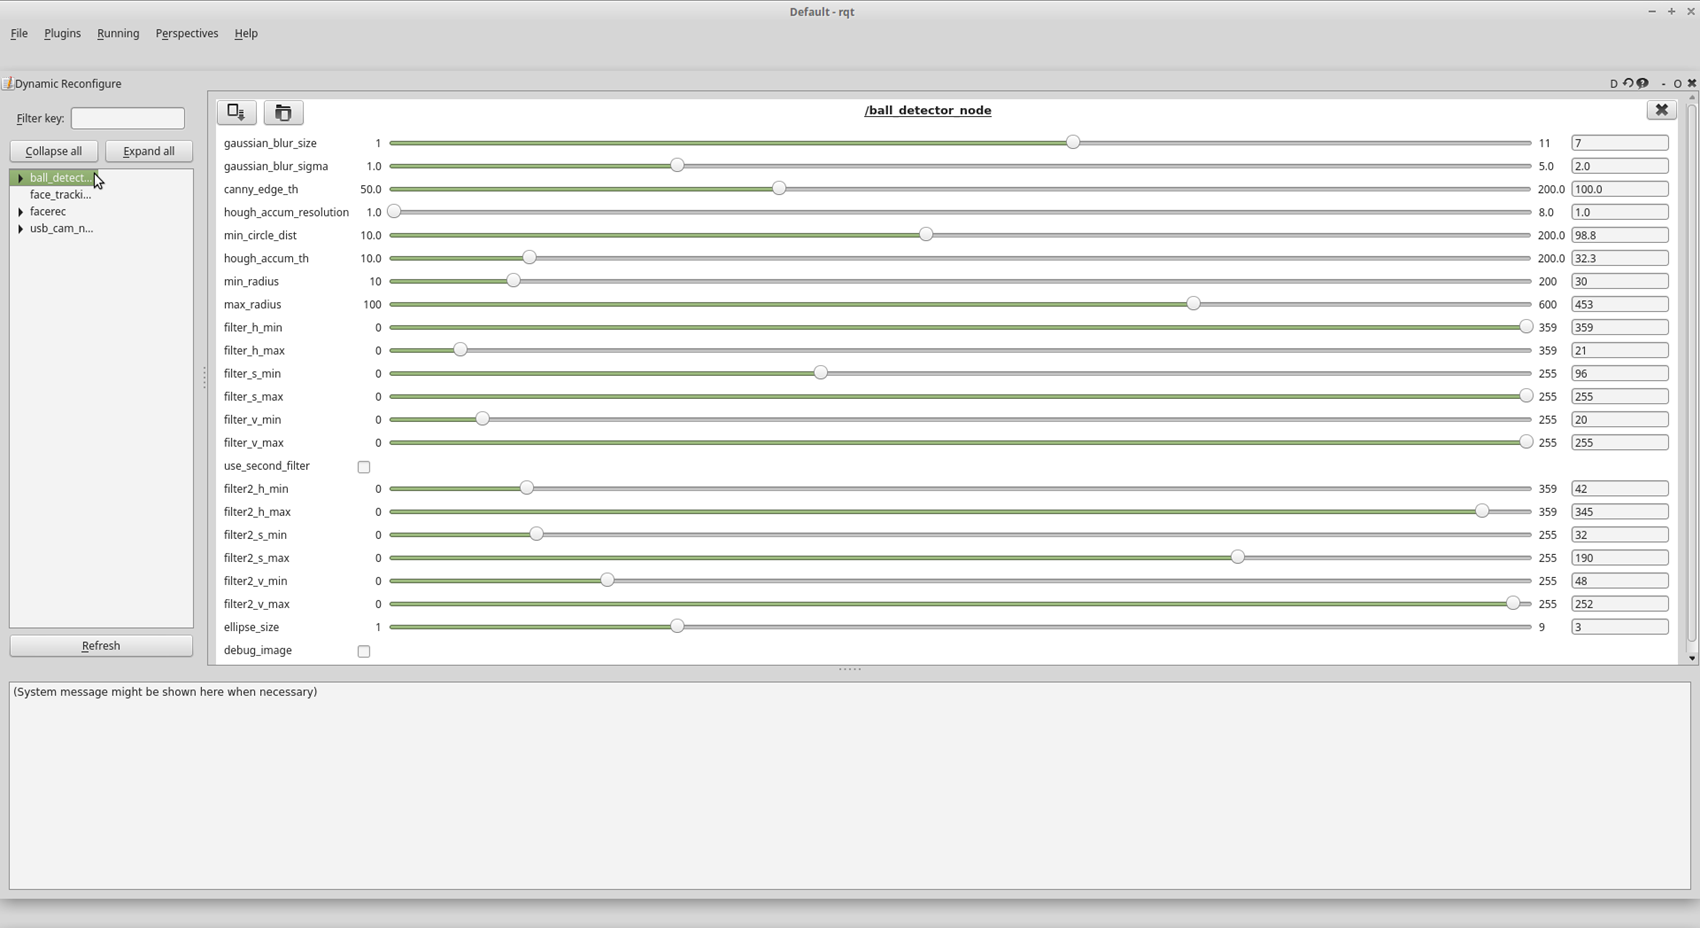 Default - rqt
File Plugins Running Perspectives Help
Dynamic Reconfigure D - O
Filter key:
Collapse all Expand all
ball_detect...
face_tracki...
facerec
usb_cam_n...
Refresh
/ball_detector_node
gaussian_blur_size 1 11 7
gaussian_blur_sigma 1.0 5.0 2.0
canny_edge_th 50.0 200.0 100.0
hough_accum_resolution 1.0 8.0 1.0
min_circle_dist 10.0 200.0 98.8
hough_accum_th 10.0 200.0 32.3
min_radius 10 200 30
max_radius 100 600 453
filter_h_min 0 359 359
filter_h_max 0 359 21
filter_s_min 0 255 96
filter_s_max 0 255 255
filter_v_min 0 255 20
filter_v_max 0 255 255
use_second_filter
filter2_h_min 0 359 42
filter2_h_max 0 359 345
filter2_s_min 0 255 32
filter2_s_max 0 255 190
filter2_v_min 0 255 48
filter2_v_max 0 255 252
ellipse_size 1 9 3
debug_image
(System message might be shown here when necessary)